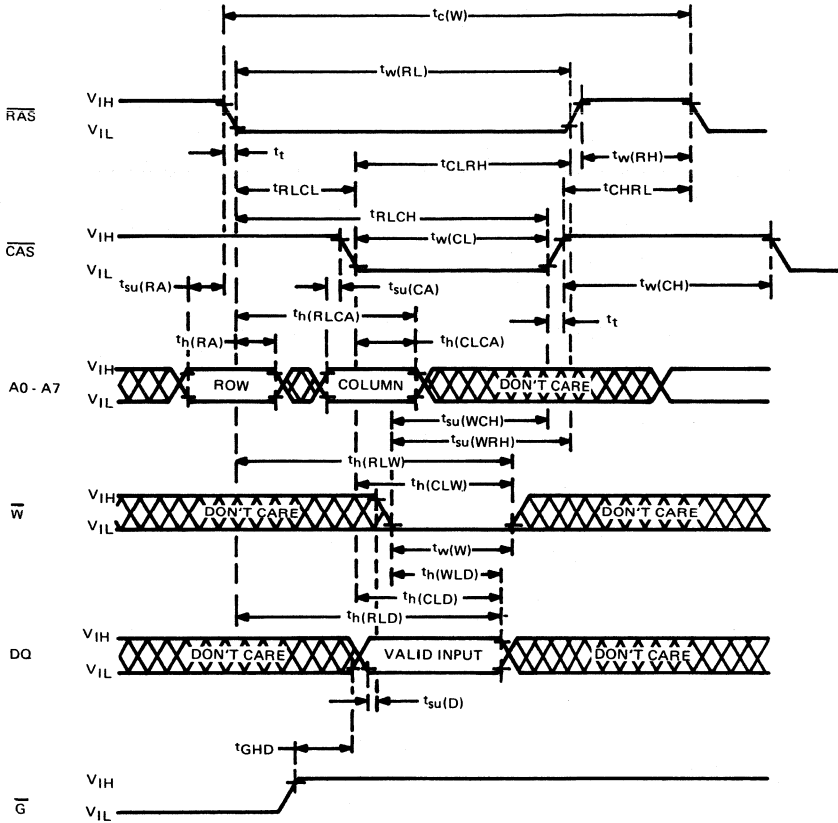 tc(W)
tw(RL)
RAS
VIH
VIL
tt
tw(RH)
tCLRH
tRLCL
tCHRL
tRLCH
CAS
VIH
VIL
tw(CL)
tsu(RA)
tsu(CA)
tw(CH)
th(RLCA)
th(RA)
th(CLCA)
tt
A0 - A7
VIH
VIL
ROW
COLUMN
DON'T CARE
tsu(WCH)
tsu(WRH)
th(RLW)
th(CLW)
W
VIH
VIL
DON'T CARE
DON'T CARE
tw(W)
th(WLD)
th(CLD)
th(RLD)
DQ
VIH
VIL
DON'T CARE
VALID INPUT
DON'T CARE
tsu(D)
tGHD
G
VIH
VIL